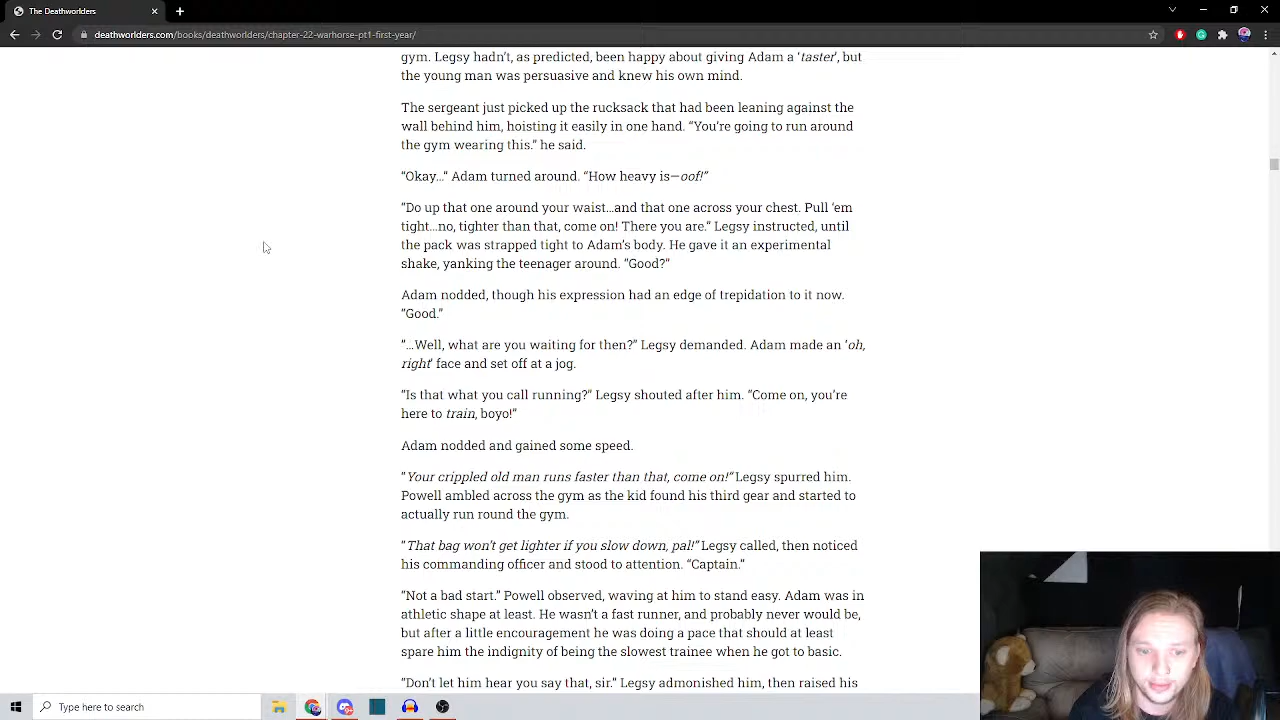 The Deathworlders
deathworlders.com/books/deathworlders/chapter-22-warhorse-pt1-first-year/
gym. Legsy hadn’t, as predicted, been happy about giving Adam a ‘taster’, but
the young man was persuasive and knew his own mind.
The sergeant just picked up the rucksack that had been leaning against the
wall behind him, hoisting it easily in one hand. “You’re going to run around
the gym wearing this.” he said.
“Okay…” Adam turned around. “How heavy is—oof!”
“Do up that one around your waist…and that one across your chest. Pull ‘em
tight…no, tighter than that, come on! There you are.” Legsy instructed, until
the pack was strapped tight to Adam’s body. He gave it an experimental
shake, yanking the teenager around. “Good?”
Adam nodded, though his expression had an edge of trepidation to it now.
“Good.”
“…Well, what are you waiting for then?” Legsy demanded. Adam made an ‘oh,
right’ face and set off at a jog.
“Is that what you call running?” Legsy shouted after him. “Come on, you’re
here to train, boyo!”
Adam nodded and gained some speed.
“Your crippled old man runs faster than that, come on!” Legsy spurred him.
Powell ambled across the gym as the kid found his third gear and started to
actually run round the gym.
“That bag won’t get lighter if you slow down, pal!” Legsy called, then noticed
his commanding officer and stood to attention. “Captain.”
“Not a bad start.” Powell observed, waving at him to stand easy. Adam was in
athletic shape at least. He wasn’t a fast runner, and probably never would be,
but after a little encouragement he was doing a pace that should at least
spare him the indignity of being the slowest trainee when he got to basic.
“Don’t let him hear you say that, sir.” Legsy admonished him, then raised his
Type here to search